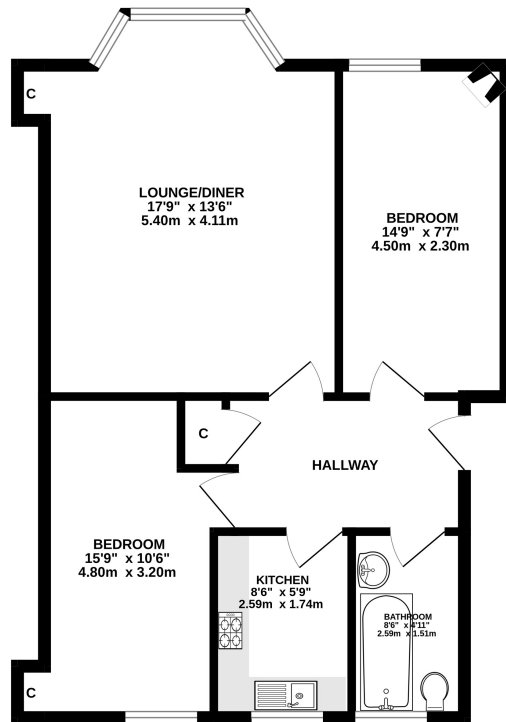 C
LOUNGE/DINER
17'9" x 13'6"
5.40m x 4.11m
BEDROOM
14'9" x 7'7"
4.50m x 2.30m
C
HALLWAY
BEDROOM
15'9" x 10'6"
4.80m x 3.20m
KITCHEN
8'6" x 5'9"
2.59m x 1.74m
BATHROOM
8'6" x 4'11"
2.59m x 1.51m
C